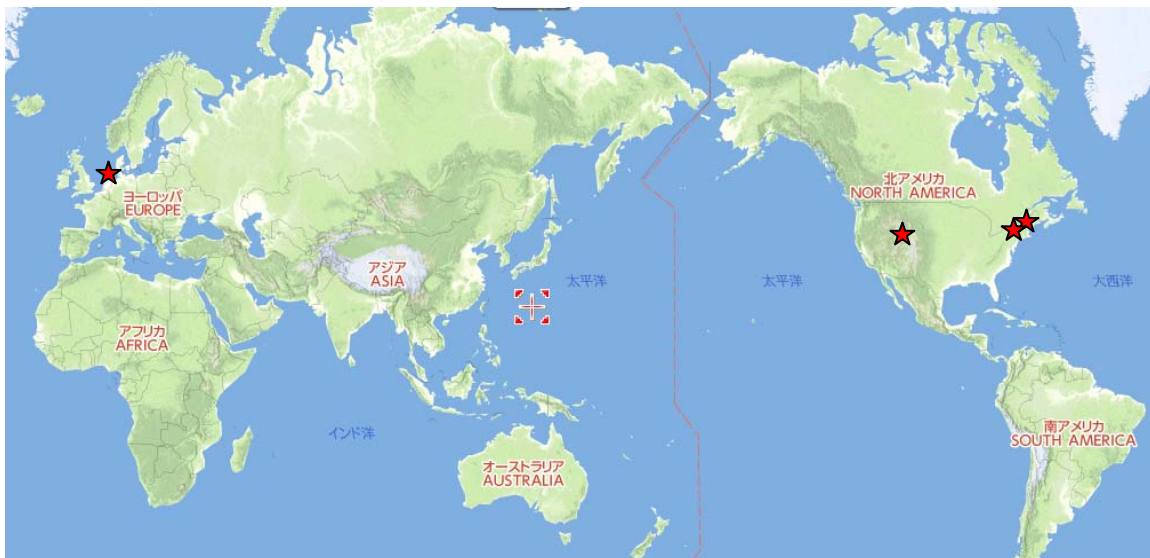 ヨーロッパ
EUROPE
アジア
ASIA
アフリカ
AFRICA
インド洋
オーストラリア
AUSTRALIA
太平洋
太平洋
北アメリカ
NORTH AMERICA
大西洋
南アメリカ
SOUTH AMERICA